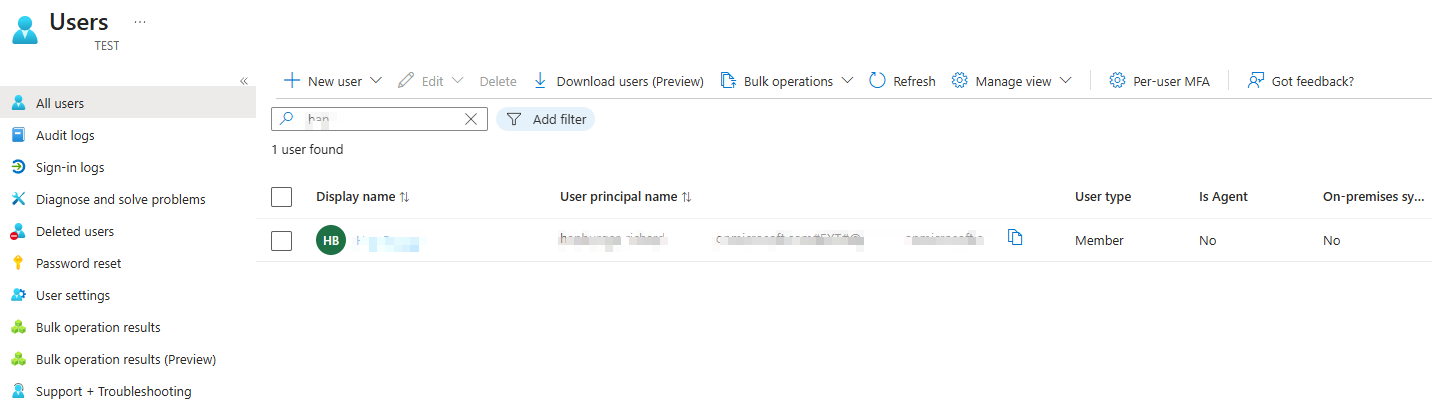 Users ...
TEST
«
New user Edit Delete Download users (Preview) Bulk operations Refresh Manage view Per-user MFA Got feedback?
All users
Audit logs
Sign-in logs
Diagnose and solve problems
Deleted users
Password reset
User settings
Bulk operation results
Bulk operation results (Preview)
Support + Troubleshooting
Add filter
1 user found
Display name User principal name User type Is Agent On-premises sy...
HB Member No No